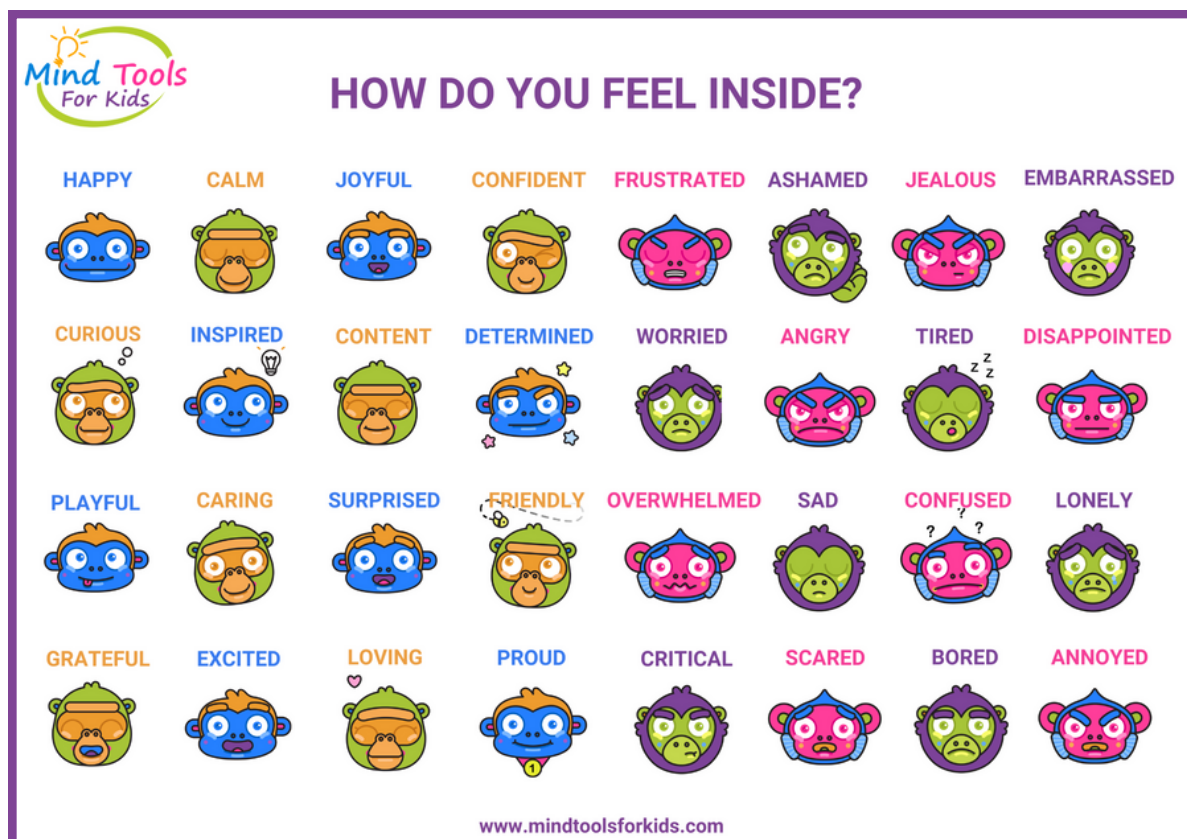 Mind Tools
For Kids
HOW DO YOU FEEL INSIDE?
HAPPY CALM JOYFUL CONFIDENT FRUSTRATED ASHAMED JEALOUS EMBARRASSED
CURIOUS INSPIRED CONTENT DETERMINED WORRIED ANGRY TIRED DISAPPOINTED
z z z
PLAYFUL CARING SURPRISED FRIENDLY OVERWHELMED SAD CONFUSED LONELY
? ? ?
GRATEFUL EXCITED LOVING PROUD CRITICAL SCARED BORED ANNOYED
1
www.mindtoolsforkids.com